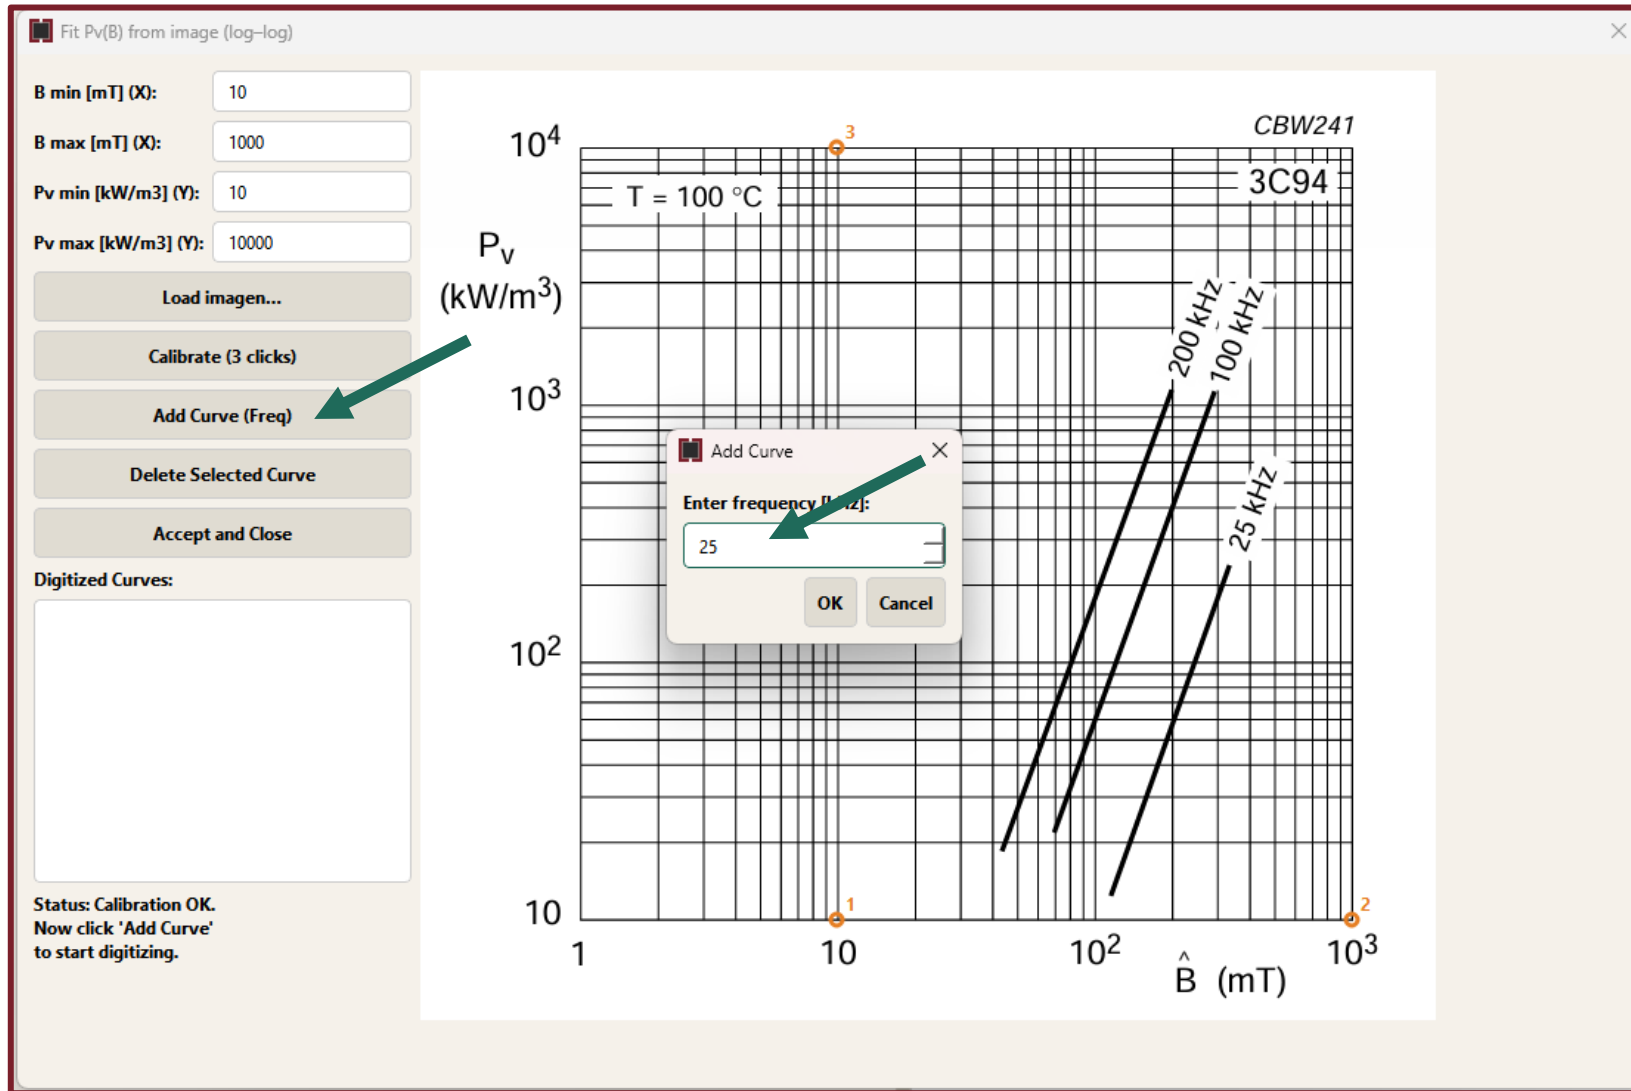 Fit Pv(B) from image (log–log)
B min [mT] (X):
10
B max [mT] (X):
1000
Pv min [kW/m3] (Y):
10
Pv max [kW/m3] (Y):
10000
Load imagen...
Calibrate (3 clicks)
Add Curve (Freq)
Delete Selected Curve
Accept and Close
Digitized Curves:
Status: Calibration OK.
Now click 'Add Curve'
to start digitizing.
CBW241
3C94
T = 100 °C
Pv
(kW/m³)
10⁴
10³
10²
10
1
10
10²
10³
B̂ (mT)
3
1
2
200 kHz
100 kHz
25 kHz
Add Curve
Enter frequency
25
OK
Cancel